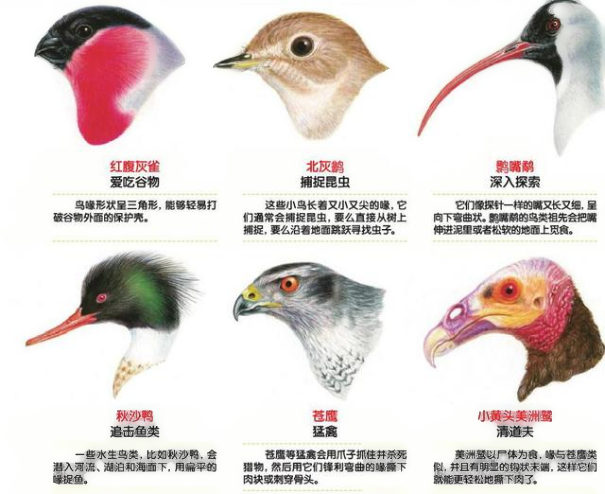 红腹灰雀
爱吃谷物
鸟喙形状呈三角形，能够轻易打
破谷物外面的保护壳。
北灰鹟
捕捉昆虫
这些小鸟长着又小又尖的喙，它
们通常会捕捉昆虫，要么直接从树上
捕捉，要么沿着地面跳跃寻找虫子。
鹮嘴鹬
深入探索
它们像探针一样的嘴又长又细，呈
向下弯曲状。鹮嘴鹬的鸟类祖先会把嘴
伸进泥里或者松软的地面上觅食。
秋沙鸭
追击鱼类
一些水生鸟类，比如秋沙鸭，会
潜入河流、湖泊和海面下，用扁平的
喙捉鱼。
苍鹰
猛禽
苍鹰等猛禽会用爪子抓住并杀死
猎物，然后用它们锋利弯曲的喙撕下
肉块或刺穿骨头。
小黄头美洲鹫
清道夫
美洲鹫以尸体为食，喙与苍鹰类
似，并且有明显的钩状末端，这样它们
就能更轻松地撕下肉了。